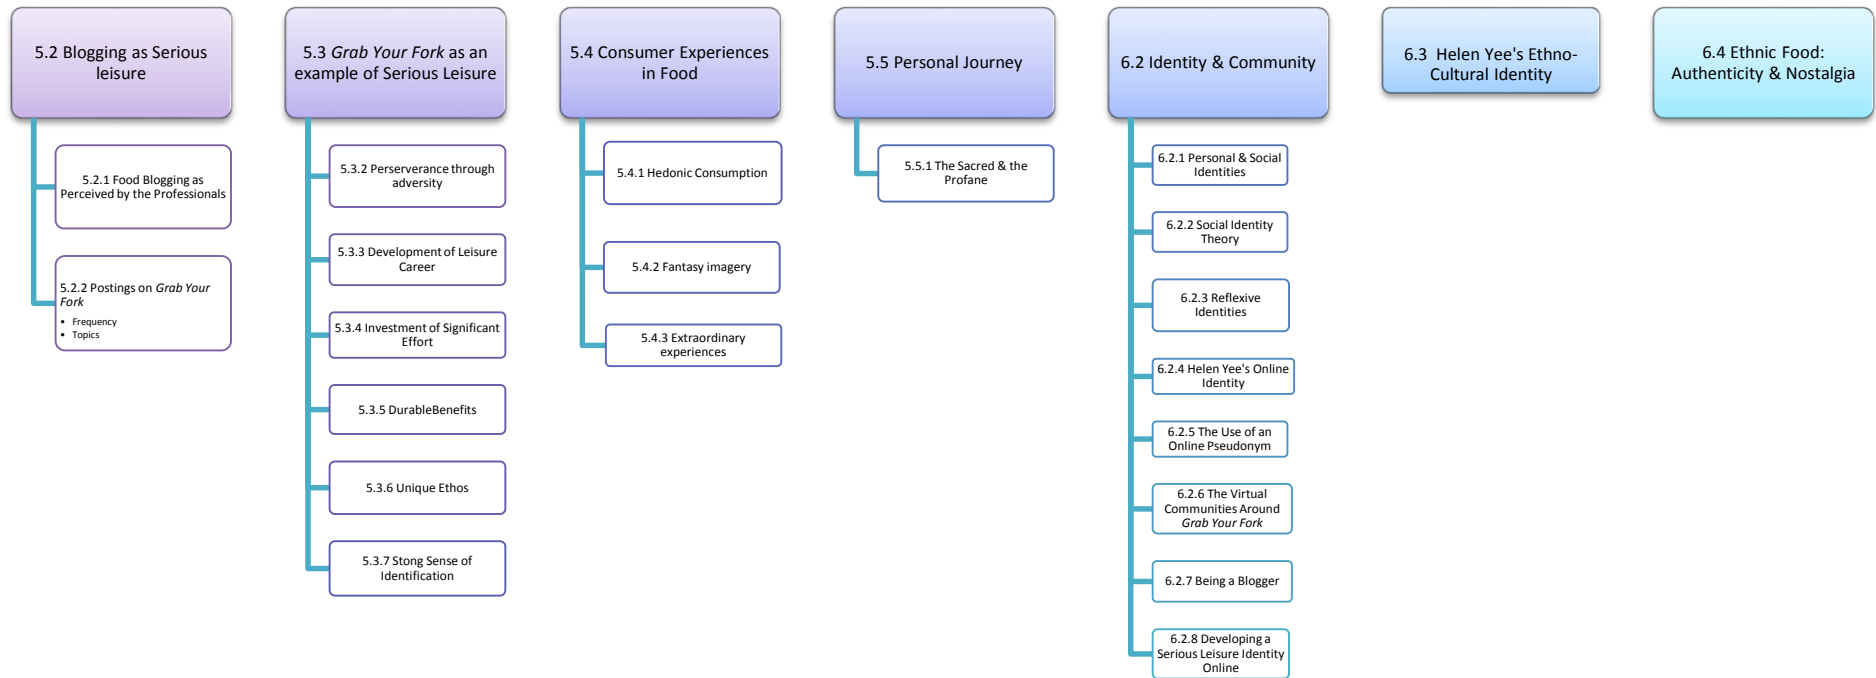 5.2 Blogging as Serious
leisure
5.2.1 Food Blogging as
Perceived by the Professionals
5.2.2 Postings on Grab Your
Fork
• Frequency
• Topics
5.3 Grab Your Fork as an
example of Serious Leisure
5.3.2 Perserverance through
adversity
5.3.3 Development of Leisure
Career
5.3.4 Investment of Significant
Effort
5.3.5 DurableBenefits
5.3.6 Unique Ethos
5.3.7 Stong Sense of
Identification
5.4 Consumer Experiences
in Food
5.4.1 Hedonic Consumption
5.4.2 Fantasy imagery
5.4.3 Extraordinary
experiences
5.5 Personal Journey
5.5.1 The Sacred & the
Profane
6.2 Identity & Community
6.2.1 Personal & Social
Identities
6.2.2 Social Identity
Theory
6.2.3 Reflexive
Identities
6.2.4 Helen Yee's Online
Identity
6.2.5 The Use of an
Online Pseudonym
6.2.6 The Virtual
Communities Around
Grab Your Fork
6.2.7 Being a Blogger
6.2.8 Developing a
Serious Leisure Identity
Online
6.3 Helen Yee's Ethno-
Cultural Identity
6.4 Ethnic Food:
Authenticity & Nostalgia